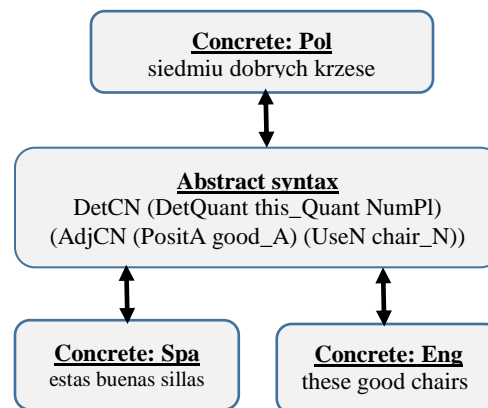 Concrete: Pol
siedmiu dobrych krzese
Abstract syntax
DetCN (DetQuant this_Quant NumPl)
(AdjCN (PositA good_A) (UseN chair_N))
Concrete: Spa
estas buenas sillas
Concrete: Eng
these good chairs